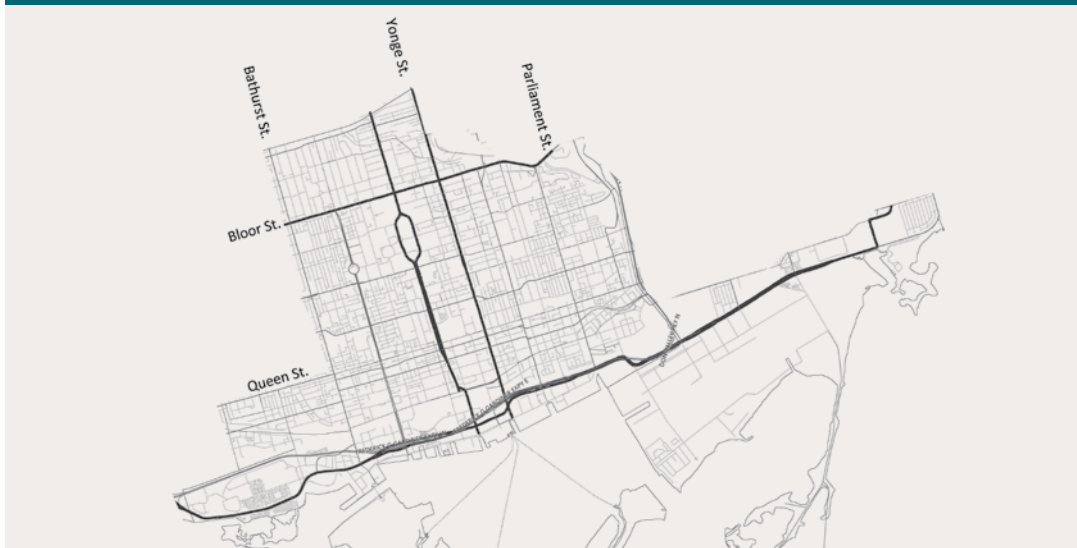 Yonge St.
Bathurst St.
Parliament St.
Bloor St.
Queen St.